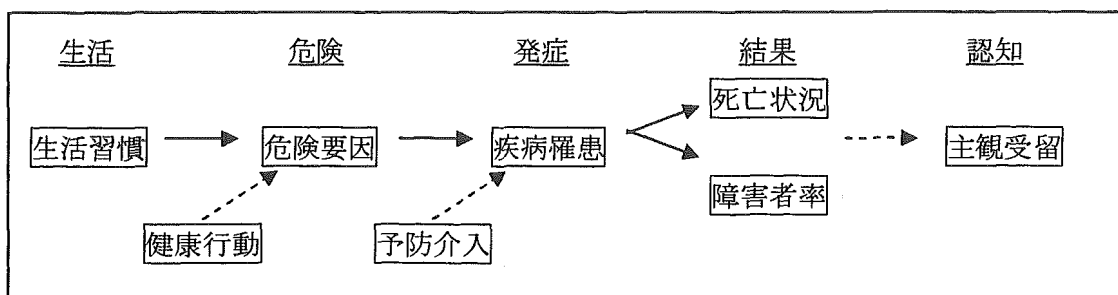 生活 危険 発症 結果 認知
死亡状況
生活習慣 危険要因 疾病罹患 主観受留
障害者率
健康行動 予防介入